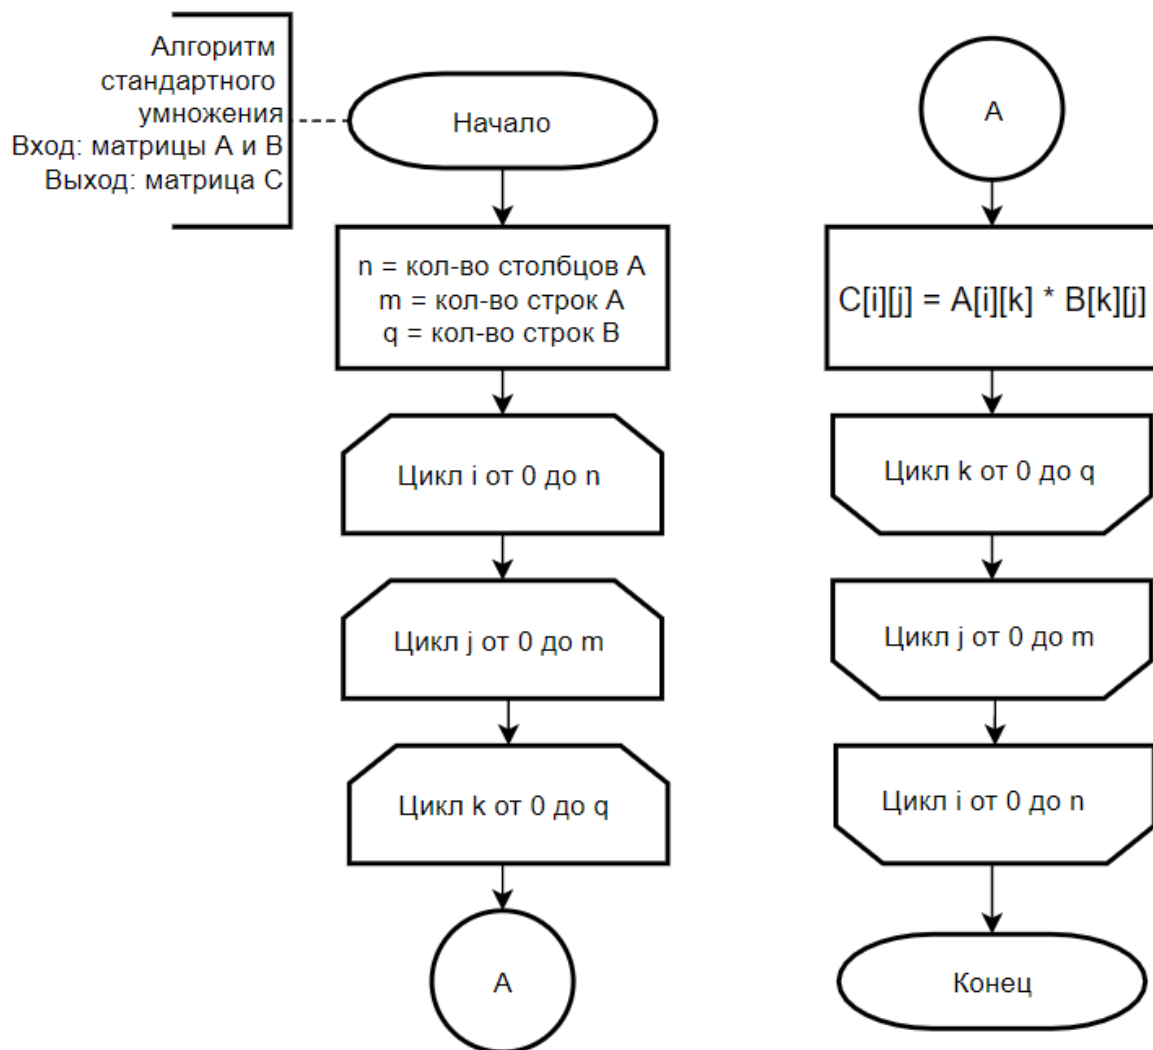 Алгоритм
стандартного
умножения
Вход: матрицы A и B
Выход: матрица C
Начало
n = кол-во столбцов A
m = кол-во строк A
q = кол-во строк B
Цикл i от 0 до n
Цикл j от 0 до m
Цикл k от 0 до q
A
A
C[i][j] = A[i][k] * B[k][j]
Цикл k от 0 до q
Цикл j от 0 до m
Цикл i от 0 до n
Конец